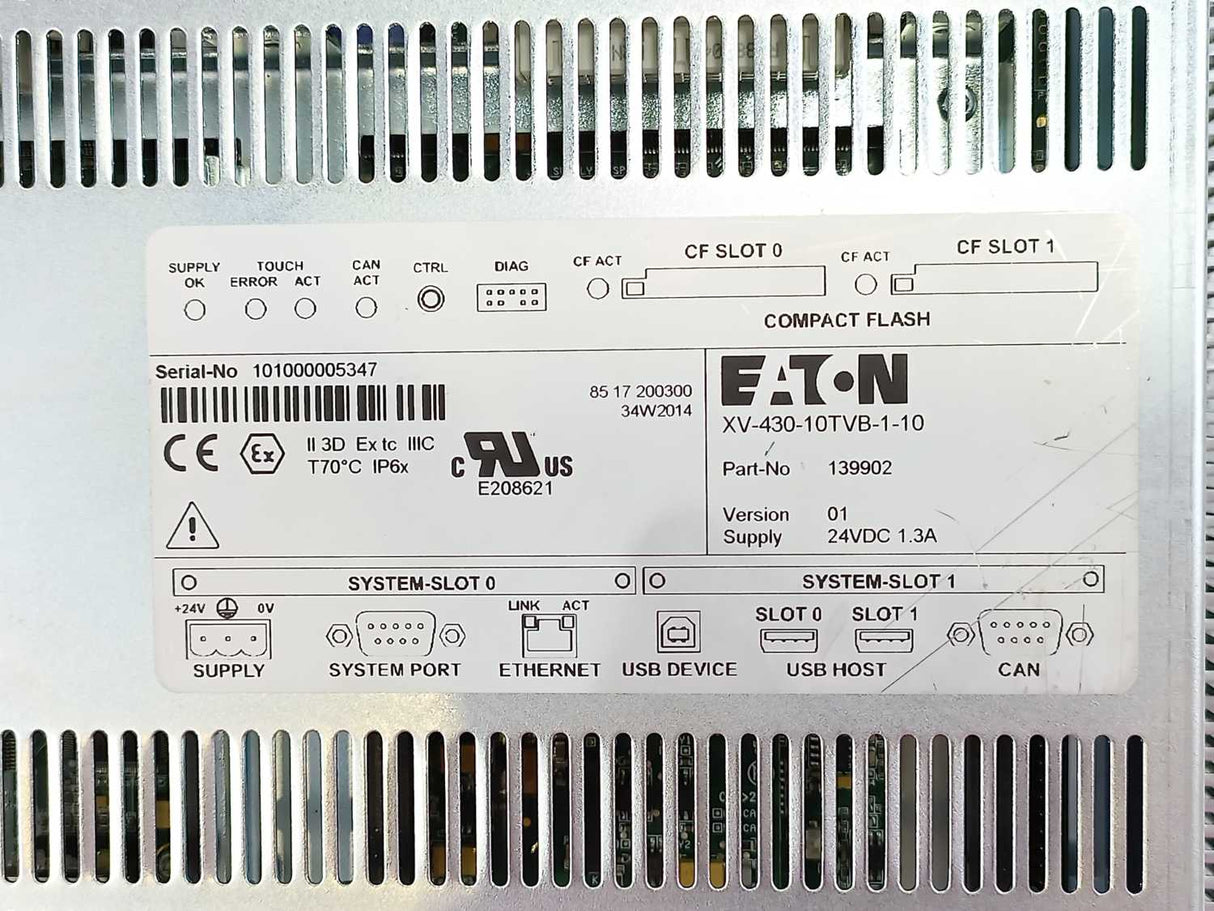 CF SLOT 0
CF SLOT 1
SUPPLY
OK
TOUCH
ERROR ACT
CAN
ACT
CTRL
DIAG
CF ACT
CF ACT
COMPACT FLASH
Serial-No 101000005347
85 17 200300
34W2014
CE Ex II 3D Ex tc IIIC
T70°C IP6x
C RU US
E208621
EATON
XV-430-10TVB-1-10
Part-No 139902
Version 01
Supply 24VDC 1.3A
SYSTEM-SLOT 0
SYSTEM-SLOT 1
+24V 0V
SUPPLY
SYSTEM PORT
LINK ACT
ETHERNET
USB DEVICE
SLOT 0 SLOT 1
USB HOST
CAN